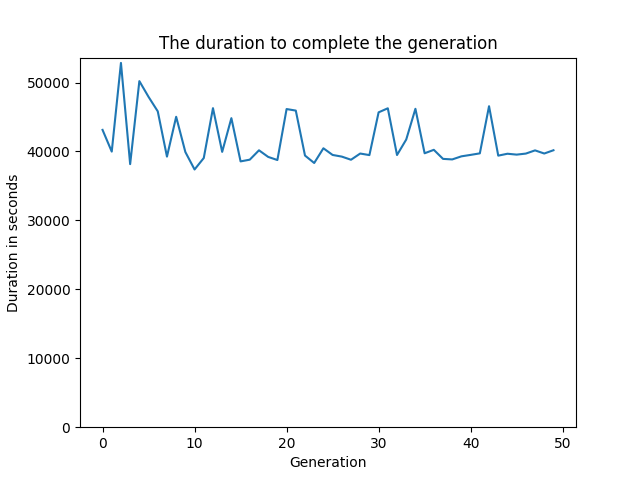 The duration to complete the generation
50000
40000
30000
20000
10000
0
Duration in seconds
0 10 20 30 40 50
Generation